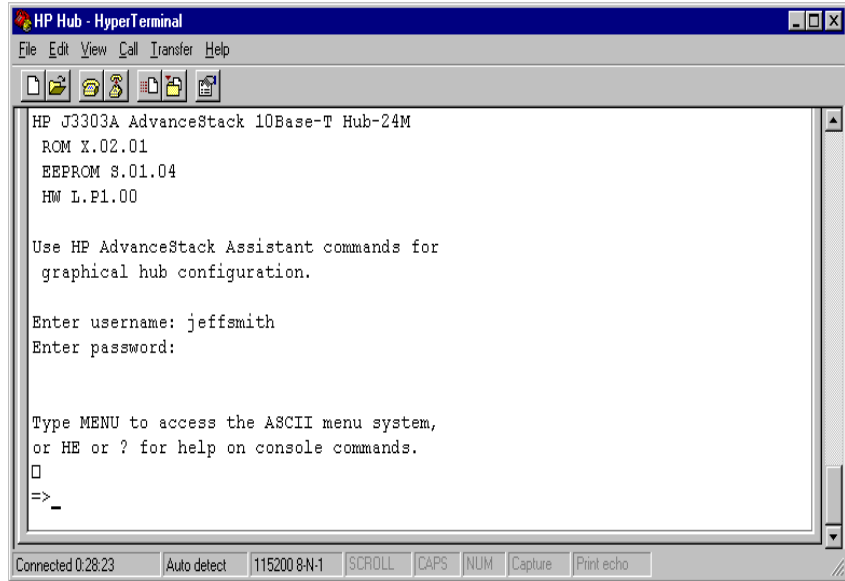 HP Hub - HyperTerminal
File Edit View Call Transfer Help
HP J3303A AdvanceStack 10Base-T Hub-24M
ROM X.02.01
EEPROM S.01.04
HW L.P1.00
Use HP AdvanceStack Assistant commands for
graphical hub configuration.
Enter username: jeffsmith
Enter password:
Type MENU to access the ASCII menu system,
or HE or ? for help on console commands.
=>_
Connected 0:28:23 Auto detect 115200 8-N-1 SCROLL CAPS NUM Capture Print echo